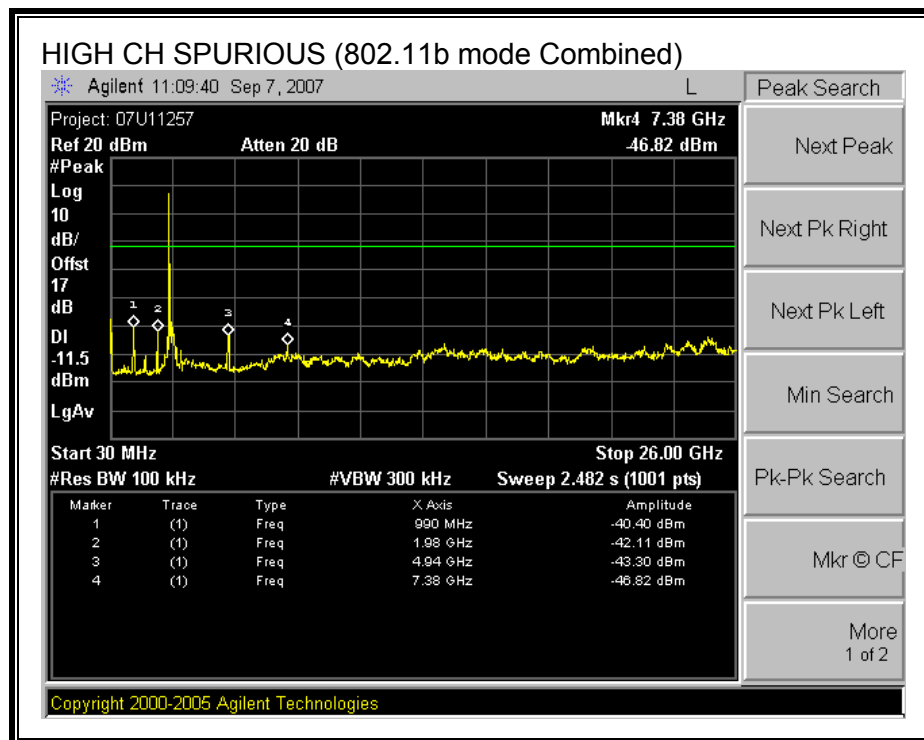 HIGH CH SPURIOUS (802.11b mode Combined)
Agilent 11:09:40 Sep 7, 2007 L
Peak Search
Project: 07U11257 Mkr4 7.38 GHz
Ref 20 dBm Atten 20 dB -46.82 dBm
#Peak
Log
10
dB/
Offst
17
dB
DI
-11.5
dBm
LgAv
1 2 3 4
Start 30 MHz Stop 26.00 GHz
#Res BW 100 kHz #VBW 300 kHz Sweep 2.482 s (1001 pts)
Marker Trace Type X Axis Amplitude
1 (1) Freq 990 MHz -40.40 dBm
2 (1) Freq 1.98 GHz -42.11 dBm
3 (1) Freq 4.94 GHz -43.30 dBm
4 (1) Freq 7.38 GHz -46.82 dBm
Next Peak
Next Pk Right
Next Pk Left
Min Search
Pk-Pk Search
Mkr © CF
More
1 of 2
Copyright 2000-2005 Agilent Technologies